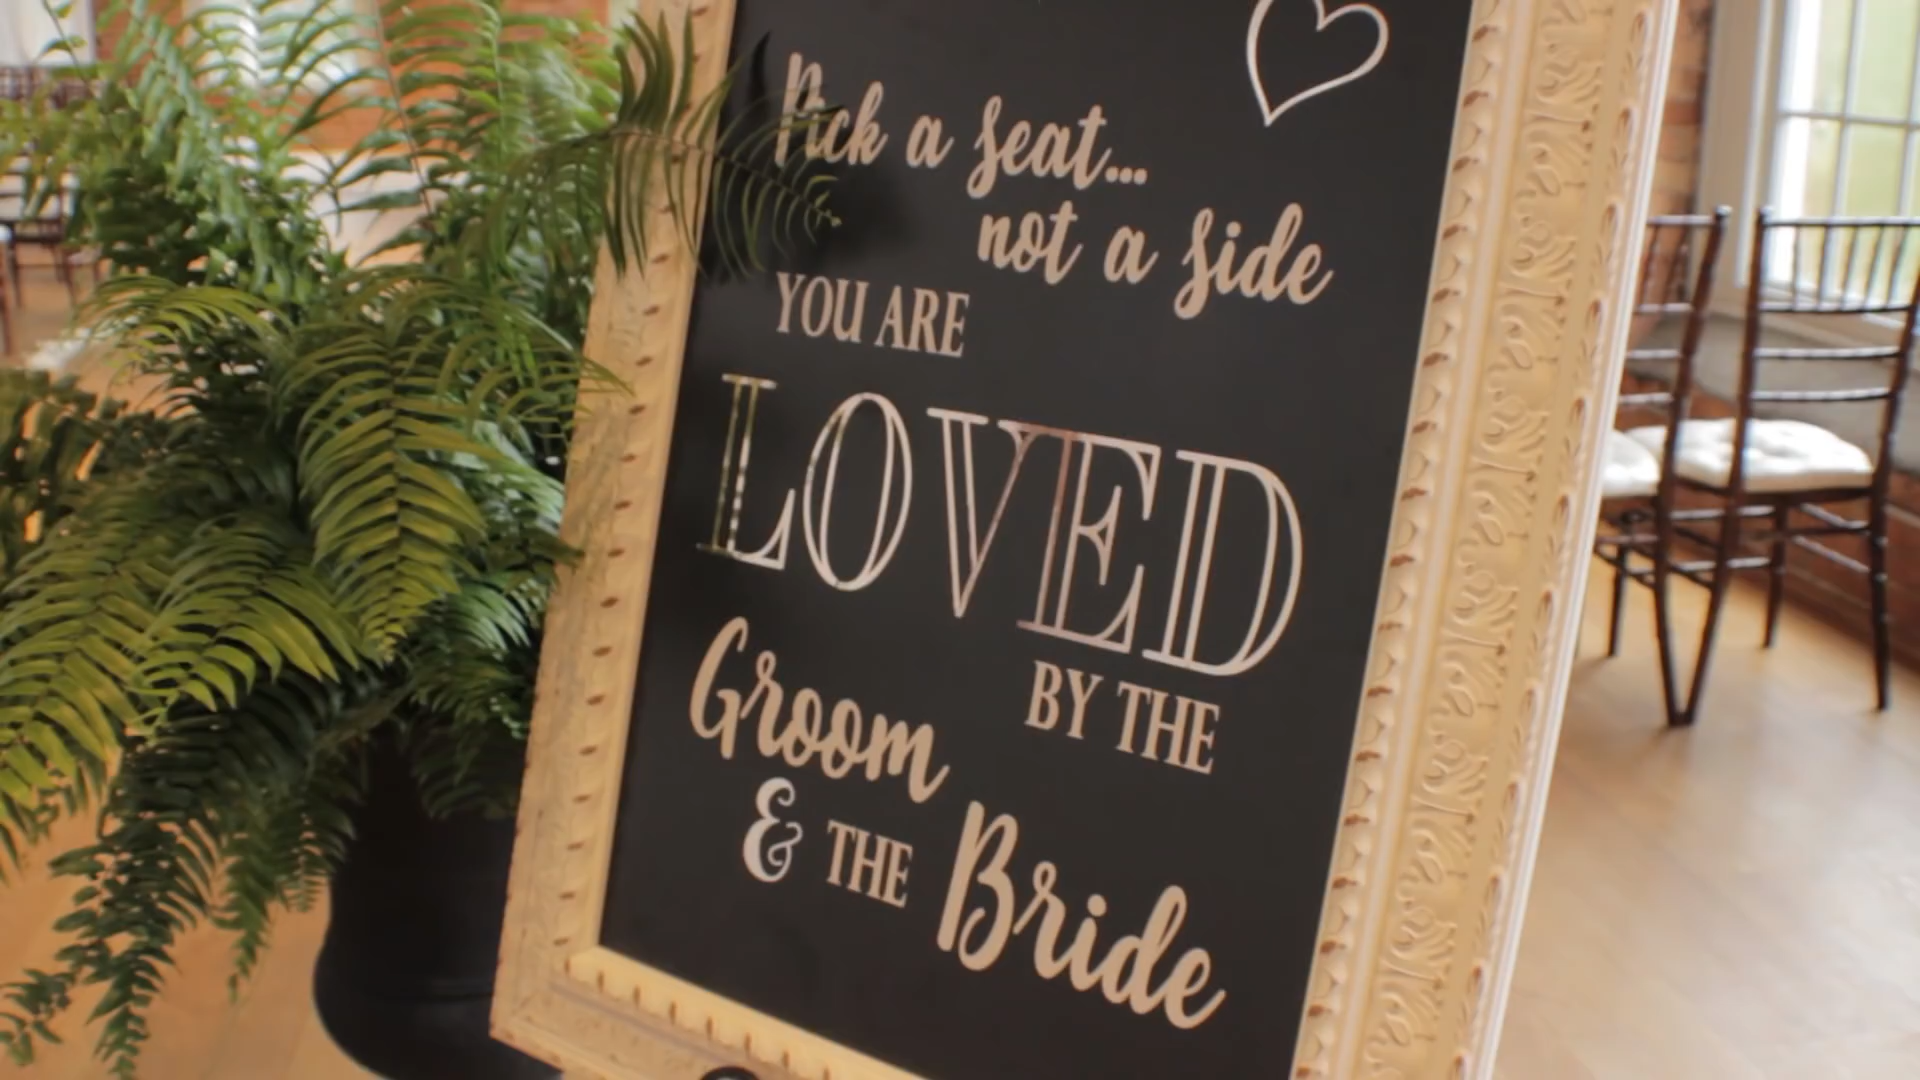 Pick a seat...
not a side
YOU ARE
LOVED
BY THE
Groom
& THE Bride